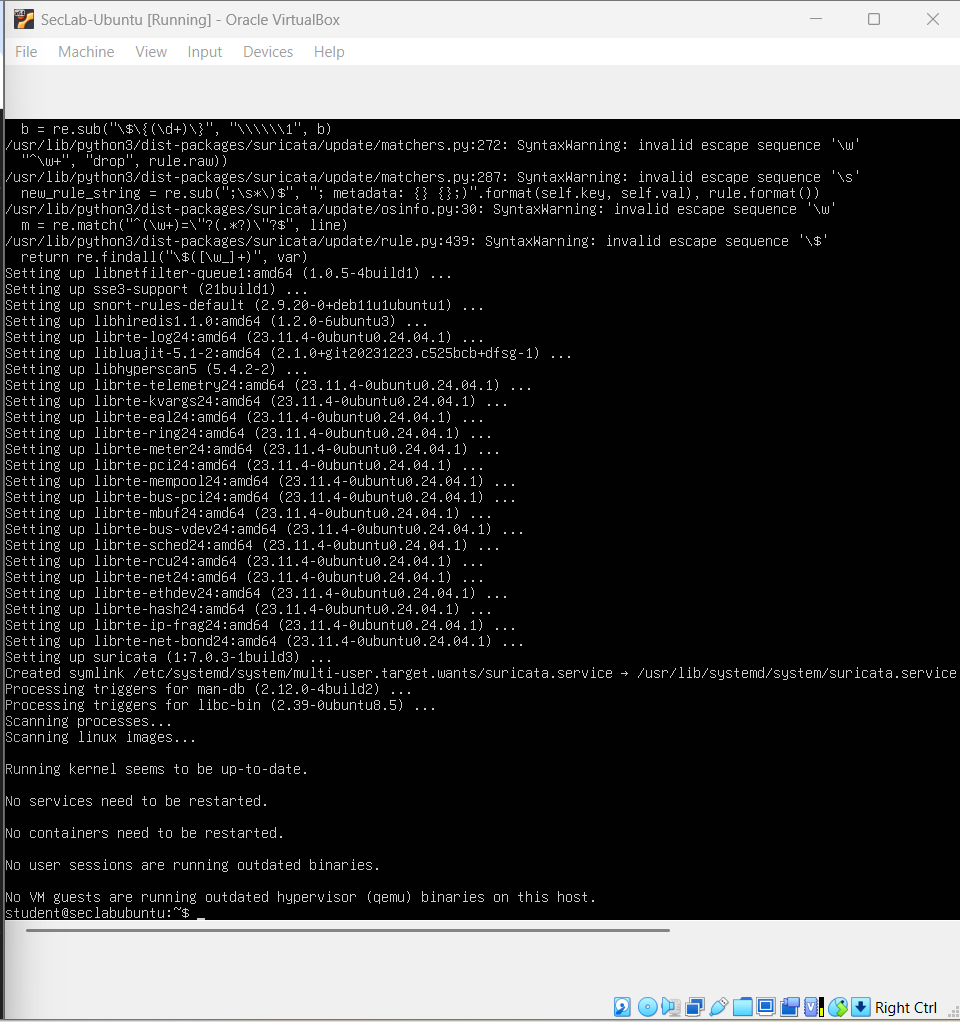 SecLab-Ubuntu [Running] - Oracle VirtualBox
File Machine View Input Devices Help
  b = re.sub("\$\{(\d+)\}", "\\\\\\1", b)
/usr/lib/python3/dist-packages/suricata/update/matchers.py:272: SyntaxWarning: invalid escape sequence '\w'
  "^\w+", "drop", rule.raw))
/usr/lib/python3/dist-packages/suricata/update/matchers.py:287: SyntaxWarning: invalid escape sequence '\s'
  new_rule_string = re.sub(";\s*\)$", "; metadata: {} {};)".format(self.key, self.val), rule.format())
/usr/lib/python3/dist-packages/suricata/update/osinfo.py:30: SyntaxWarning: invalid escape sequence '\w'
  m = re.match("^(\w+)=\"?(.*?)\"?$", line)
/usr/lib/python3/dist-packages/suricata/update/rule.py:439: SyntaxWarning: invalid escape sequence '\$'
  return re.findall("\$([\w_]+)", var)
Setting up libnetfilter-queue1:amd64 (1.0.5-4build1) ...
Setting up sse3-support (21build1) ...
Setting up snort-rules-default (2.9.20-0+deb11u1ubuntu1) ...
Setting up libhiredis1.1.0:amd64 (1.2.0-6ubuntu3) ...
Setting up librte-log24:amd64 (23.11.4-0ubuntu0.24.04.1) ...
Setting up libluajit-5.1-2:amd64 (2.1.0+git20231223.c525bcb+dfsg-1) ...
Setting up libhyperscan5 (5.4.2-2) ...
Setting up librte-telemetry24:amd64 (23.11.4-0ubuntu0.24.04.1) ...
Setting up librte-kvargs24:amd64 (23.11.4-0ubuntu0.24.04.1) ...
Setting up librte-eal24:amd64 (23.11.4-0ubuntu0.24.04.1) ...
Setting up librte-ring24:amd64 (23.11.4-0ubuntu0.24.04.1) ...
Setting up librte-meter24:amd64 (23.11.4-0ubuntu0.24.04.1) ...
Setting up librte-pci24:amd64 (23.11.4-0ubuntu0.24.04.1) ...
Setting up librte-mempool24:amd64 (23.11.4-0ubuntu0.24.04.1) ...
Setting up librte-bus-pci24:amd64 (23.11.4-0ubuntu0.24.04.1) ...
Setting up librte-mbuf24:amd64 (23.11.4-0ubuntu0.24.04.1) ...
Setting up librte-bus-vdev24:amd64 (23.11.4-0ubuntu0.24.04.1) ...
Setting up librte-sched24:amd64 (23.11.4-0ubuntu0.24.04.1) ...
Setting up librte-rcu24:amd64 (23.11.4-0ubuntu0.24.04.1) ...
Setting up librte-net24:amd64 (23.11.4-0ubuntu0.24.04.1) ...
Setting up librte-ethdev24:amd64 (23.11.4-0ubuntu0.24.04.1) ...
Setting up librte-hash24:amd64 (23.11.4-0ubuntu0.24.04.1) ...
Setting up librte-ip-frag24:amd64 (23.11.4-0ubuntu0.24.04.1) ...
Setting up librte-net-bond24:amd64 (23.11.4-0ubuntu0.24.04.1) ...
Setting up suricata (1:7.0.3-1build3) ...
Created symlink /etc/systemd/system/multi-user.target.wants/suricata.service → /usr/lib/systemd/system/suricata.service
Processing triggers for man-db (2.12.0-4build2) ...
Processing triggers for libc-bin (2.39-0ubuntu8.5) ...
Scanning processes...
Scanning linux images...
Running kernel seems to be up-to-date.
No services need to be restarted.
No containers need to be restarted.
No user sessions are running outdated binaries.
No VM guests are running outdated hypervisor (qemu) binaries on this host.
student@seclabubuntu:~$ _
Right Ctrl